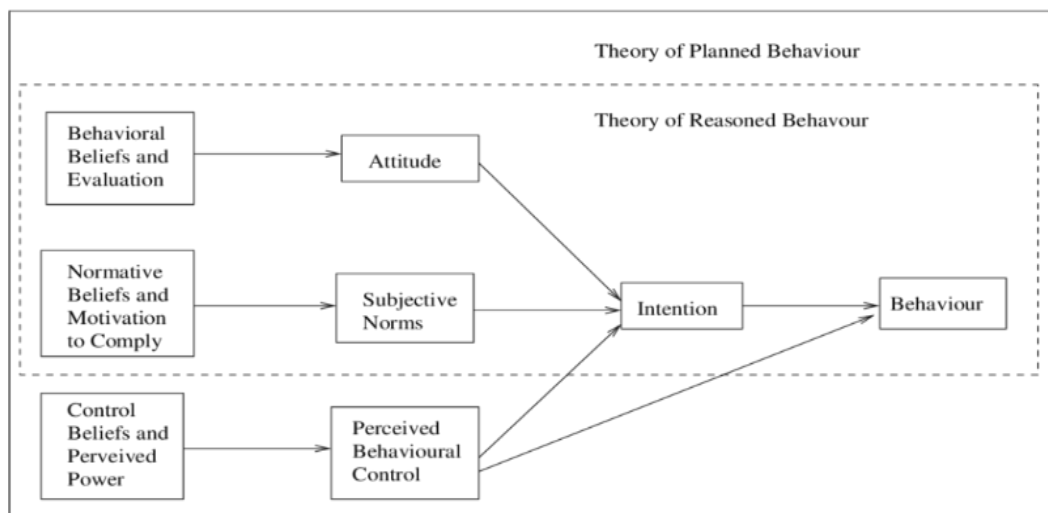 Theory of Planned Behaviour
Theory of Reasoned Behavour
Behavioral
Beliefs and
Evaluation
Attitude
Normative
Beliefs and
Motivation
to Comply
Subjective
Norms
Intention
Behaviour
Control
Beliefs and
Perveived
Power
Perceived
Behavioural
Control